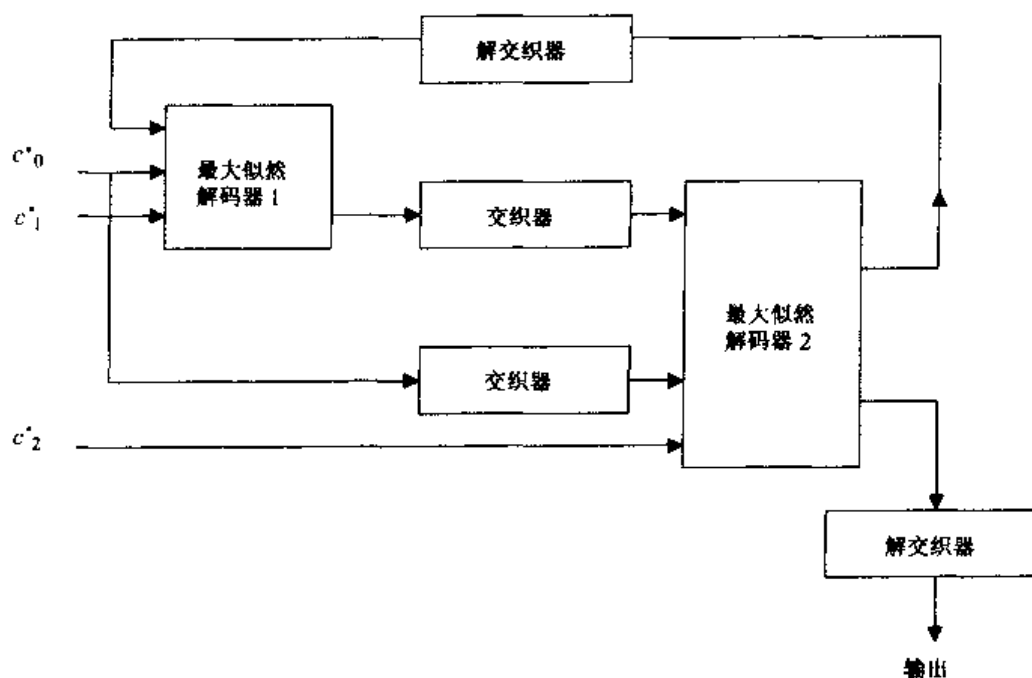 解交织器
c*0
最大似然
解码器 1
c*1
交织器
最大似然
解码器 2
交织器
c*2
解交织器
输出